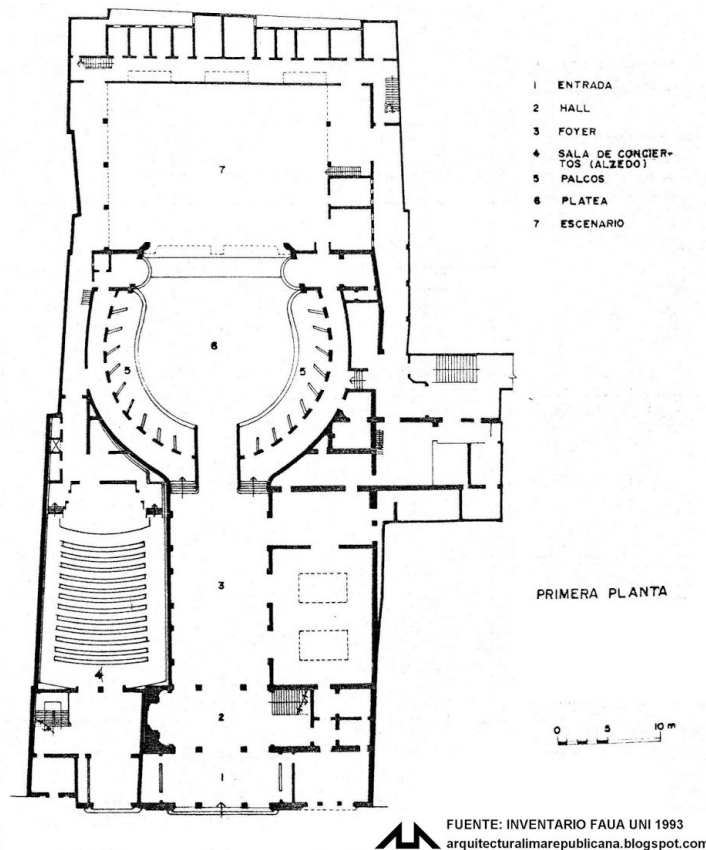 1 ENTRADA
2 HALL
3 FOYER
4 SALA DE CONCIER-
TOS (ALZEDO)
5 PALCOS
6 PLATEA
7 ESCENARIO
7
6
5 5
3
PRIMERA PLANTA
4
2
0 5 10 m
1
FUENTE: INVENTARIO FAUA UNI 1993
arquitecturalimarepublicana.blogspot.com